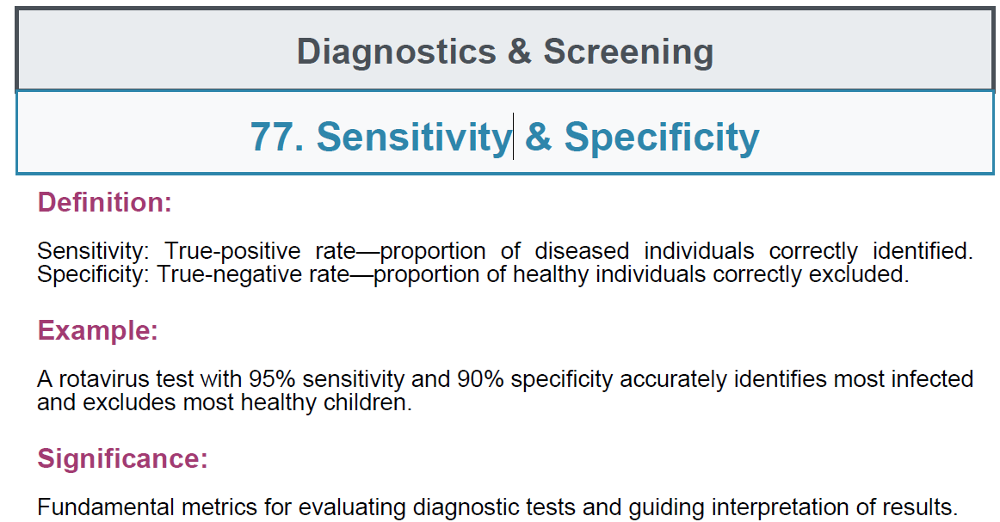 Diagnostics & Screening
77. Sensitivity & Specificity
Definition:
Sensitivity: True-positive rate—proportion of diseased individuals correctly identified.
Specificity: True-negative rate—proportion of healthy individuals correctly excluded.
Example:
A rotavirus test with 95% sensitivity and 90% specificity accurately identifies most infected
and excludes most healthy children.
Significance:
Fundamental metrics for evaluating diagnostic tests and guiding interpretation of results.